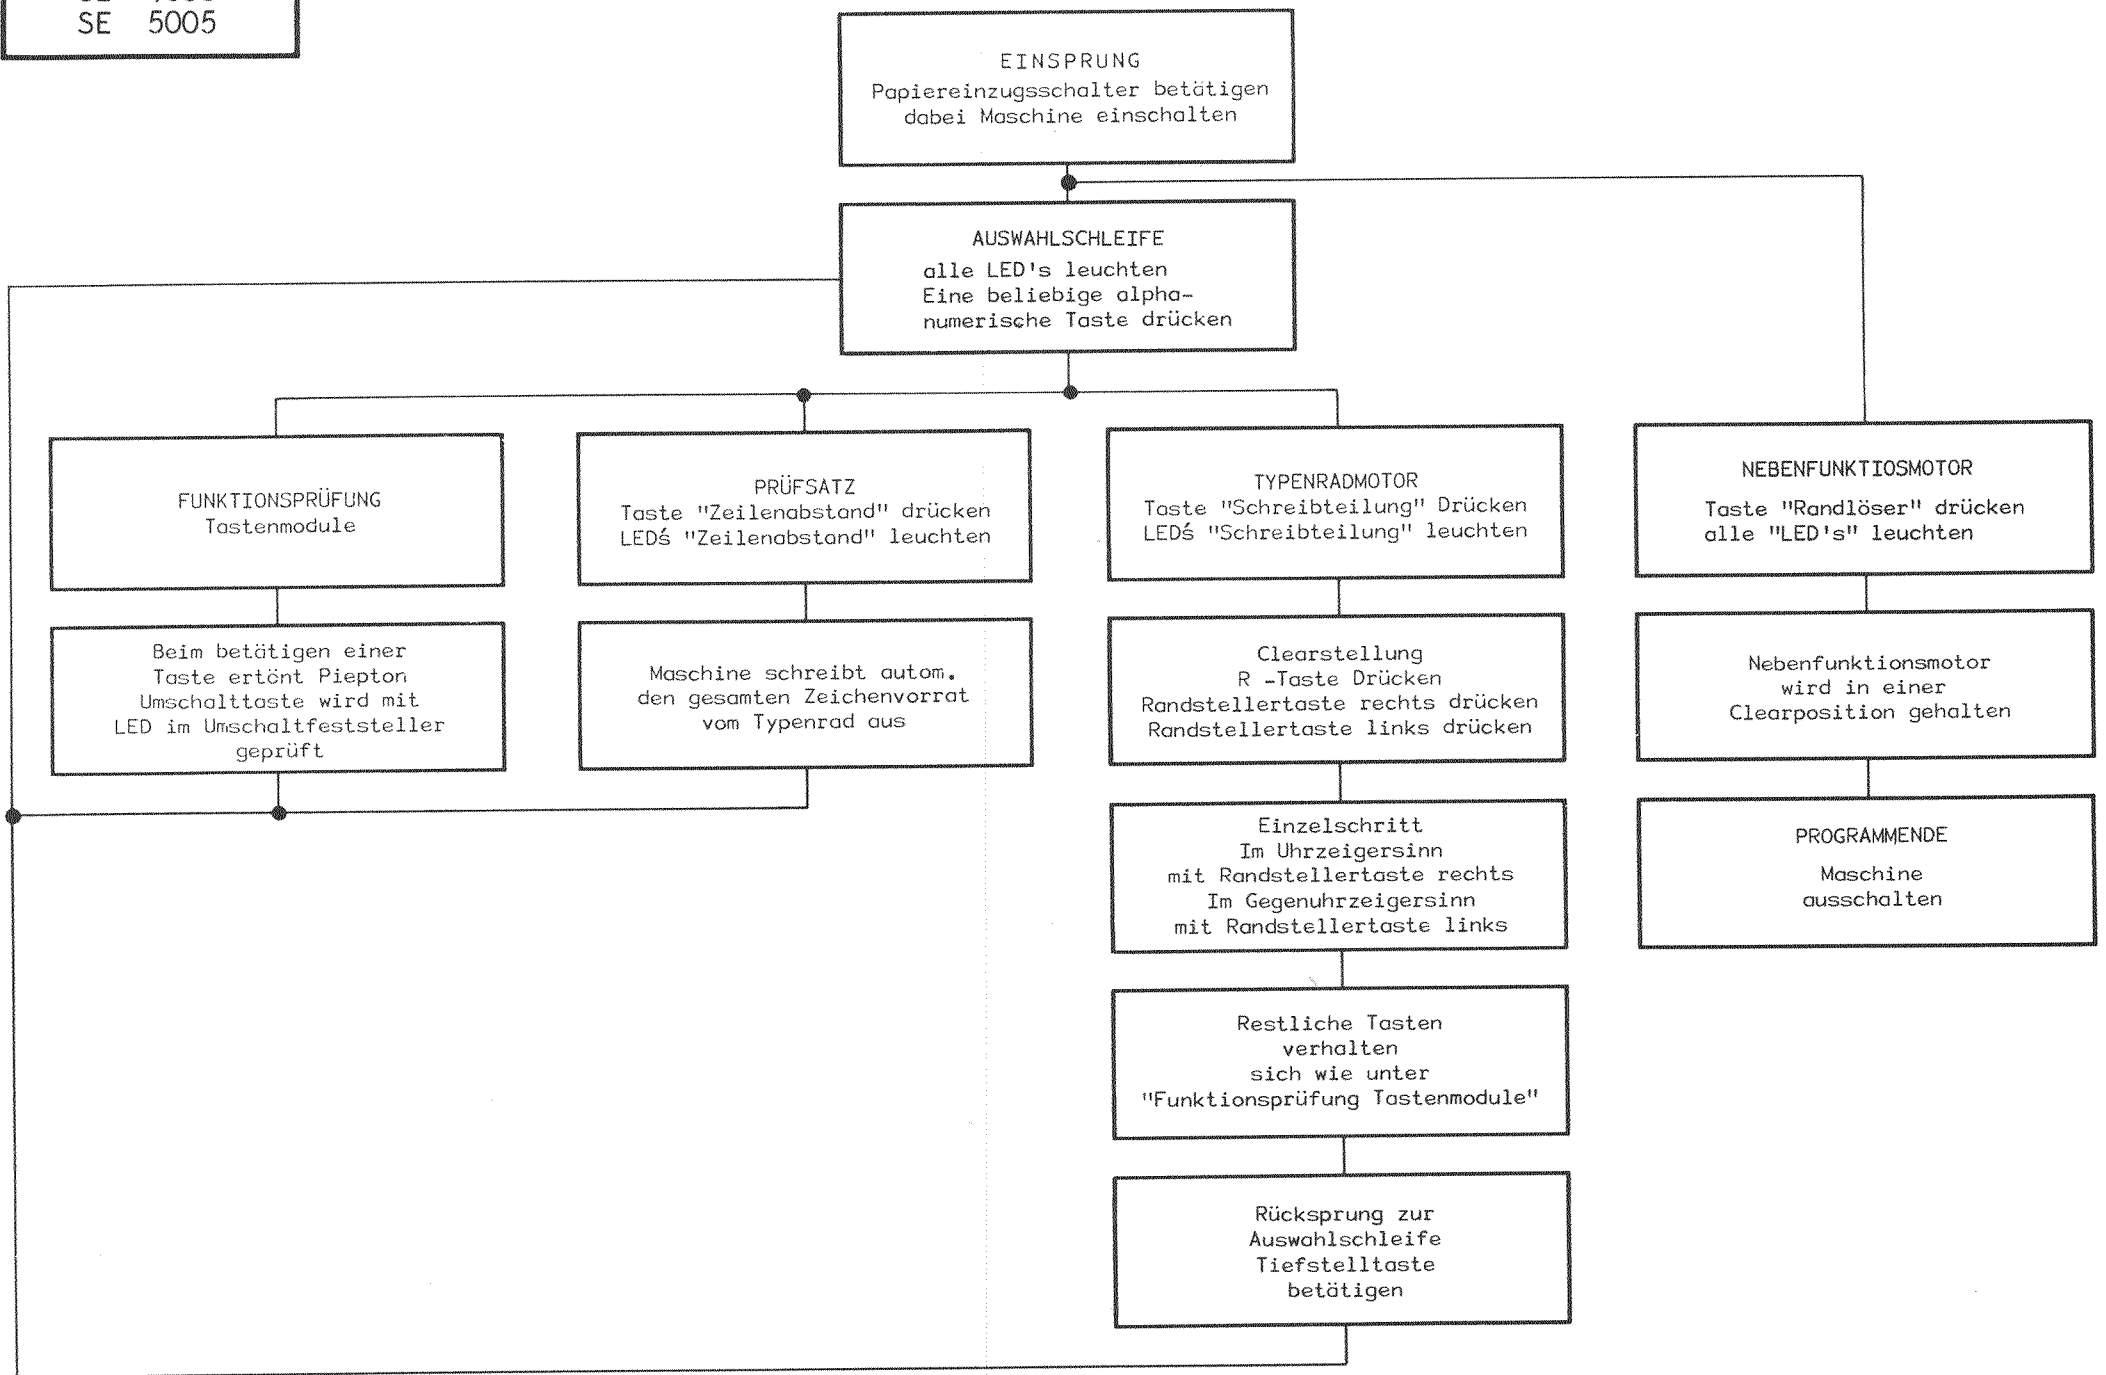 SE 5005
EINSPRUNG
Papiereinzugsschalter betätigen
dabei Maschine einschalten
AUSWAHLSCHLEIFE
alle LED's leuchten
Eine beliebige alpha-
numerische Taste drücken
FUNKTIONSPRÜFUNG
Tastenmodule
Beim betätigen einer
Taste ertönt Piepton
Umschalttaste wird mit
LED im Umschaltfeststeller
geprüft
PRÜFSATZ
Taste "Zeilenabstand" drücken
LEDś "Zeilenabstand" leuchten
Maschine schreibt autom.
den gesamten Zeichenvorrat
vom Typenrad aus
TYPENRADMOTOR
Taste "Schreibteilung" Drücken
LEDś "Schreibteilung" leuchten
Clearstellung
R -Taste Drücken
Randstellertaste rechts drücken
Randstellertaste links drücken
Einzelschritt
Im Uhrzeigersinn
mit Randstellertaste rechts
Im Gegenuhrzeigersinn
mit Randstellertaste links
Restliche Tasten
verhalten
sich wie unter
"Funktionsprüfung Tastenmodule"
Rücksprung zur
Auswahlschleife
Tiefstelltaste
betätigen
NEBENFUNKTIOSMOTOR
Taste "Randlöser" drücken
alle "LED's" leuchten
Nebenfunktionsmotor
wird in einer
Clearposition gehalten
PROGRAMMENDE
Maschine
ausschalten